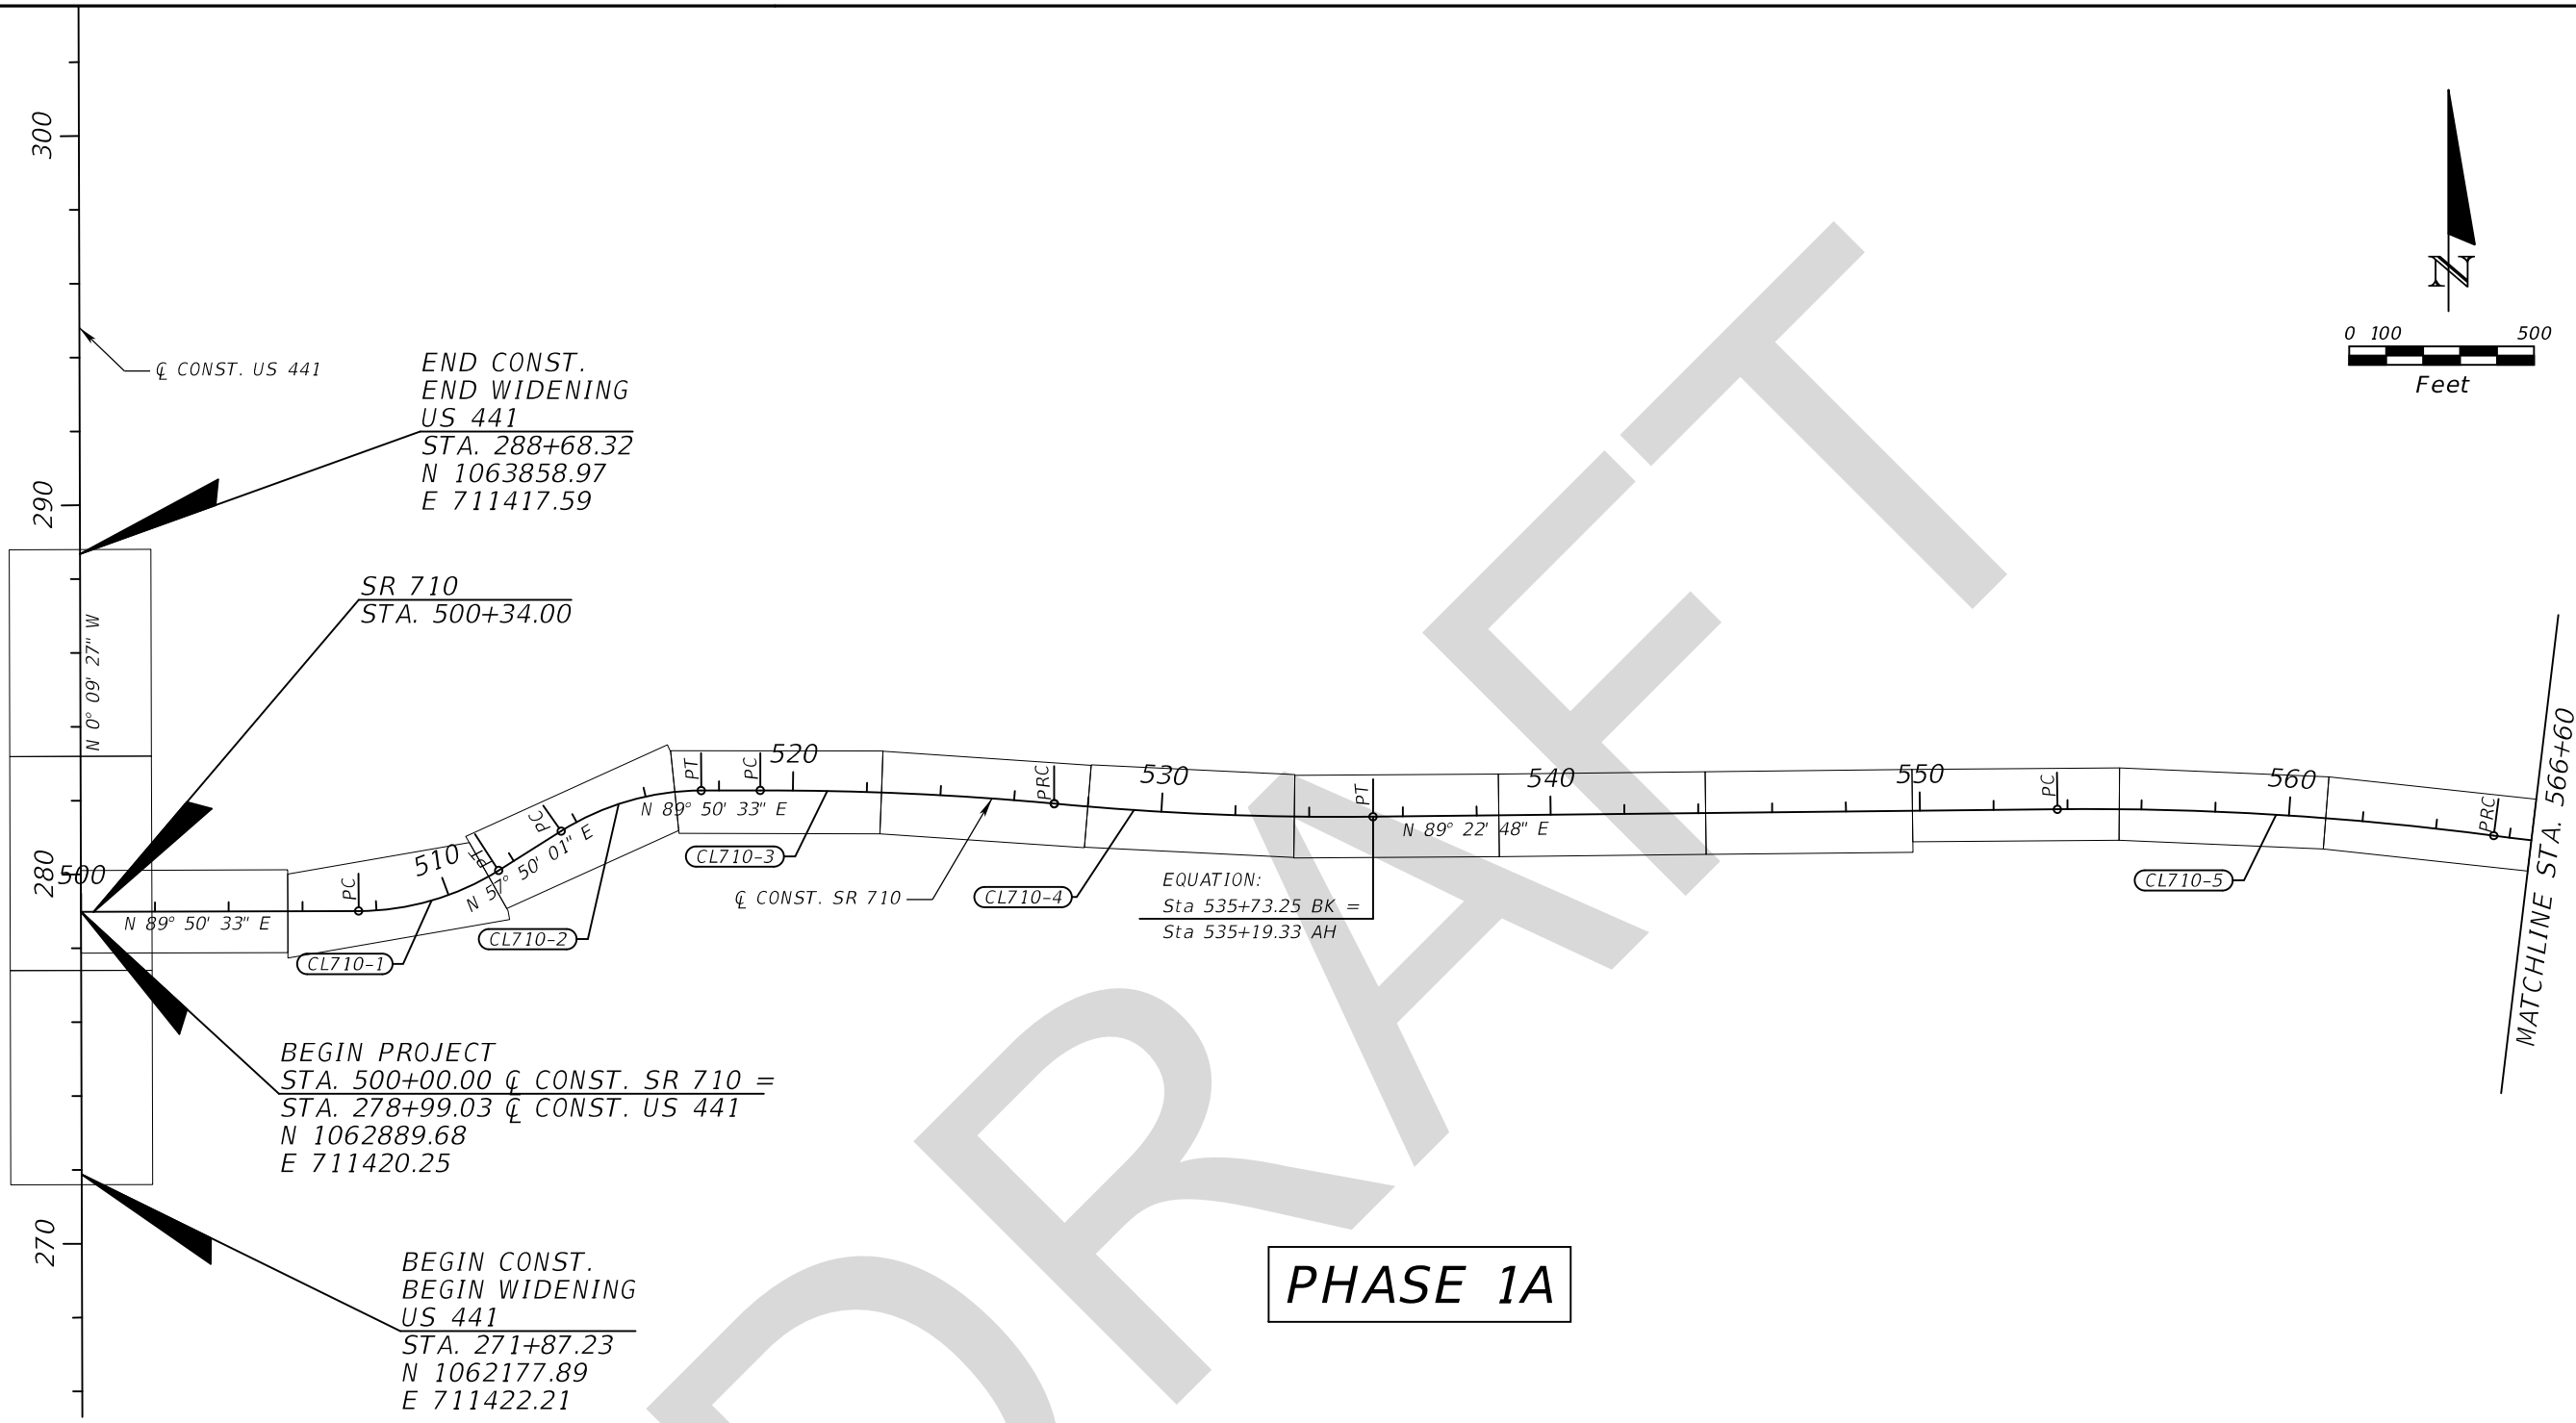 300
290
280
270
℄ CONST. US 441
END CONST.
END WIDENING
US 441
STA. 288+68.32
N 1063858.97
E 711417.59
SR 710
STA. 500+34.00
N 0° 09' 27" W
500
510
520
530
540
550
560
PC
PT
PC
PT
PC
PRC
PT
PC
PRC
N 89° 50' 33" E
N 57° 50' 01" E
N 89° 50' 33" E
N 89° 22' 48" E
CL710-1
CL710-2
CL710-3
CL710-4
CL710-5
℄ CONST. SR 710
EQUATION:
Sta 535+73.25 BK =
Sta 535+19.33 AH
BEGIN PROJECT
STA. 500+00.00 ℄ CONST. SR 710 =
STA. 278+99.03 ℄ CONST. US 441
N 1062889.68
E 711420.25
BEGIN CONST.
BEGIN WIDENING
US 441
STA. 271+87.23
N 1062177.89
E 711422.21
N
0 100 500
Feet
MATCHLINE STA. 566+60
PHASE 1A
DRAFT